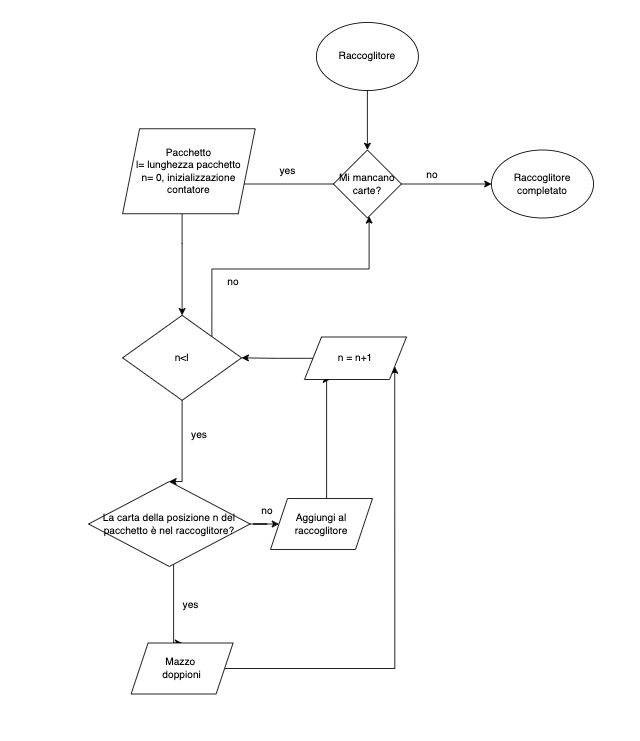 Raccoglitore
Pacchetto
l= lunghezza pacchetto
n= 0, inizializzazione
contatore
yes
Mi mancano
carte?
no
Raccoglitore
completato
no
n<l
n = n+1
yes
La carta della posizione n del
pacchetto è nel raccoglitore?
no
Aggiungi al
raccoglitore
yes
Mazzo
doppioni